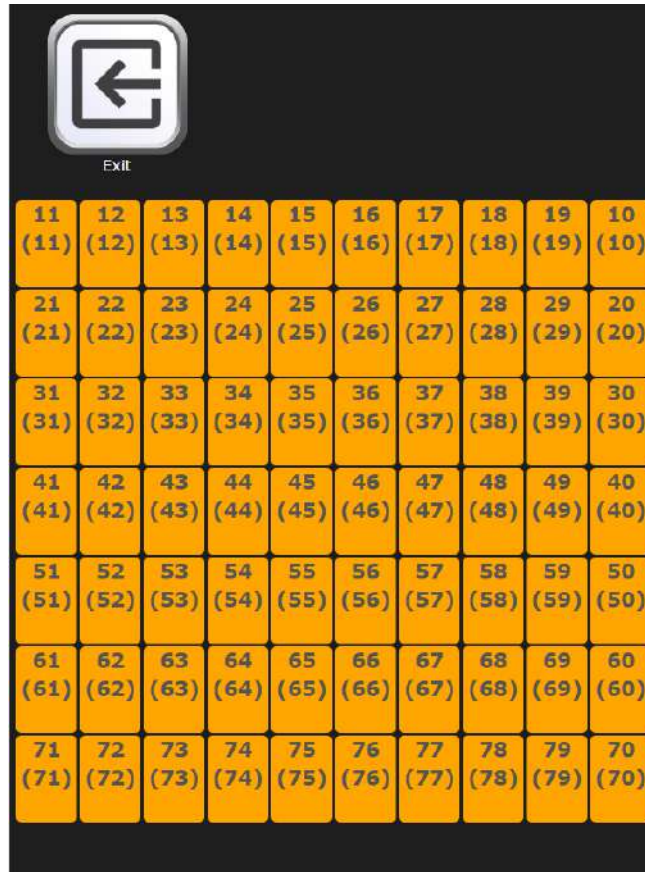 Exit
11 12 13 14 15 16 17 18 19 10
(11) (12) (13) (14) (15) (16) (17) (18) (19) (10)
21 22 23 24 25 26 27 28 29 20
(21) (22) (23) (24) (25) (26) (27) (28) (29) (20)
31 32 33 34 35 36 37 38 39 30
(31) (32) (33) (34) (35) (36) (37) (38) (39) (30)
41 42 43 44 45 46 47 48 49 40
(41) (42) (43) (44) (45) (46) (47) (48) (49) (40)
51 52 53 54 55 56 57 58 59 50
(51) (52) (53) (54) (55) (56) (57) (58) (59) (50)
61 62 63 64 65 66 67 68 69 60
(61) (62) (63) (64) (65) (66) (67) (68) (69) (60)
71 72 73 74 75 76 77 78 79 70
(71) (72) (73) (74) (75) (76) (77) (78) (79) (70)